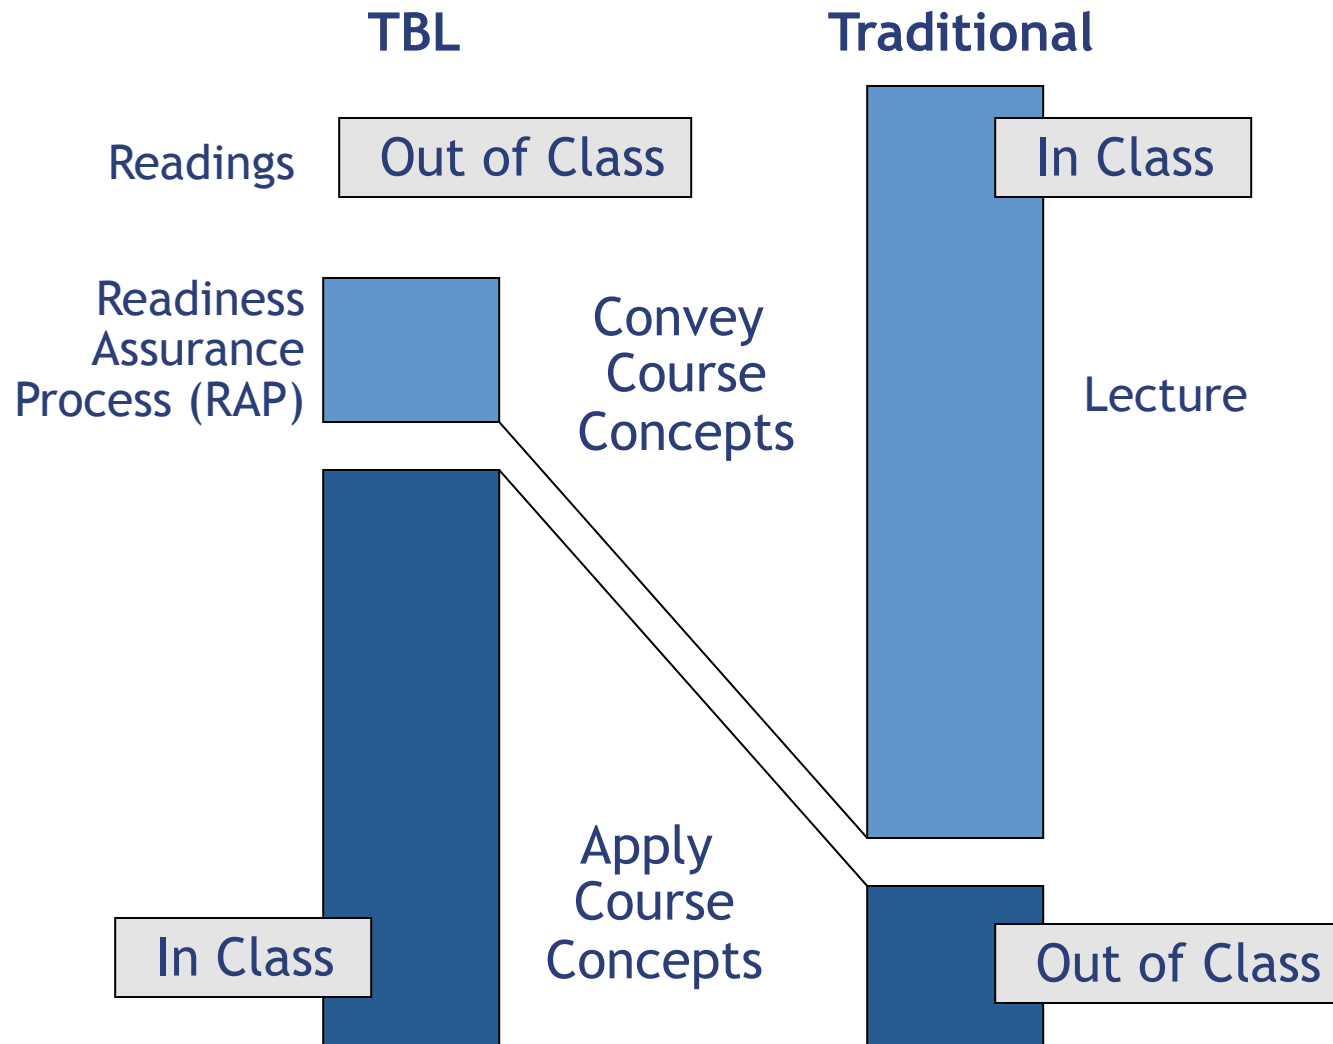 TBL
Traditional
Readings
Out of Class
In Class
Readiness
Assurance
Process (RAP)
Convey
Course
Concepts
Lecture
Apply
Course
Concepts
In Class
Out of Class